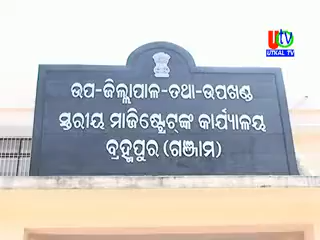 UTV
UTKAL TV
ଉପ-ଜିଲ୍ଲାପାଳ-ତଥା-ଉପଖଣ୍ଡ
ସ୍ତରୀୟ ମାଜିଷ୍ଟ୍ରେଟ୍‌ଙ୍କ କାର୍ଯ୍ୟାଳୟ
ବ୍ରହ୍ମପୁର (ଗଞ୍ଜାମ)